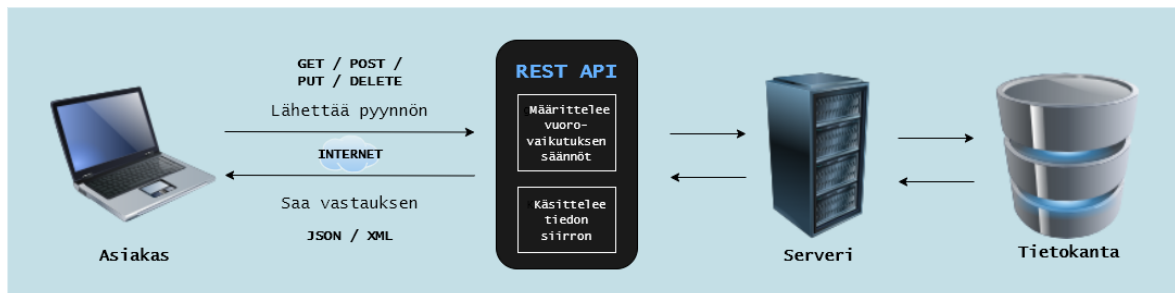 GET / POST /
PUT / DELETE
Lähettää pyynnön
INTERNET
Saa vastauksen
JSON / XML
Asiakas
REST API
Määrittelee
vuoro-
vaikutuksen
säännöt
Käsittelee
tiedon
siirron
Serveri
Tietokanta